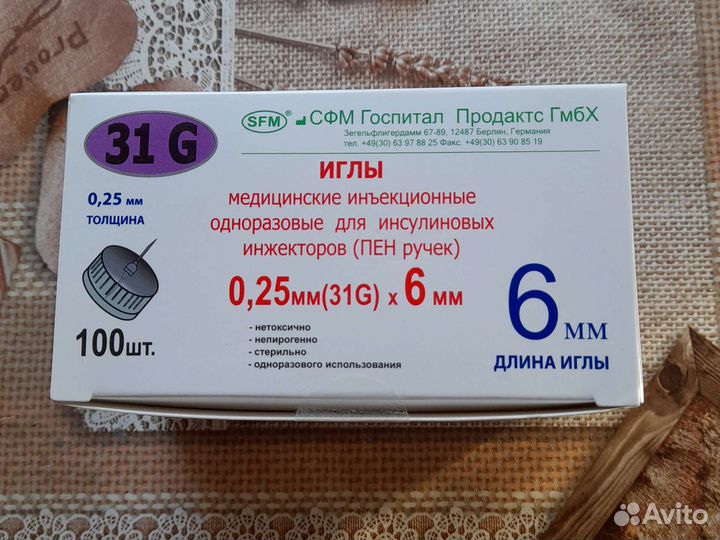 Proven
31 G
SFM® СФМ Госпитал Продактс ГмбХ
Зегельфлигердамм 67-89, 12487 Берлин, Германия
тел. +49(30) 63 97 88 25 Факс. +49(30) 63 90 85 19
0,25 мм
ТОЛЩИНА
ИГЛЫ
медицинские инъекционные
одноразовые для инсулиновых
инжекторов (ПЕН ручек)
0,25мм(31G) х 6 мм
- нетоксично
- непирогенно
- стерильно
- одноразового использования
100шт.
6 мм
ДЛИНА ИГЛЫ
Avito